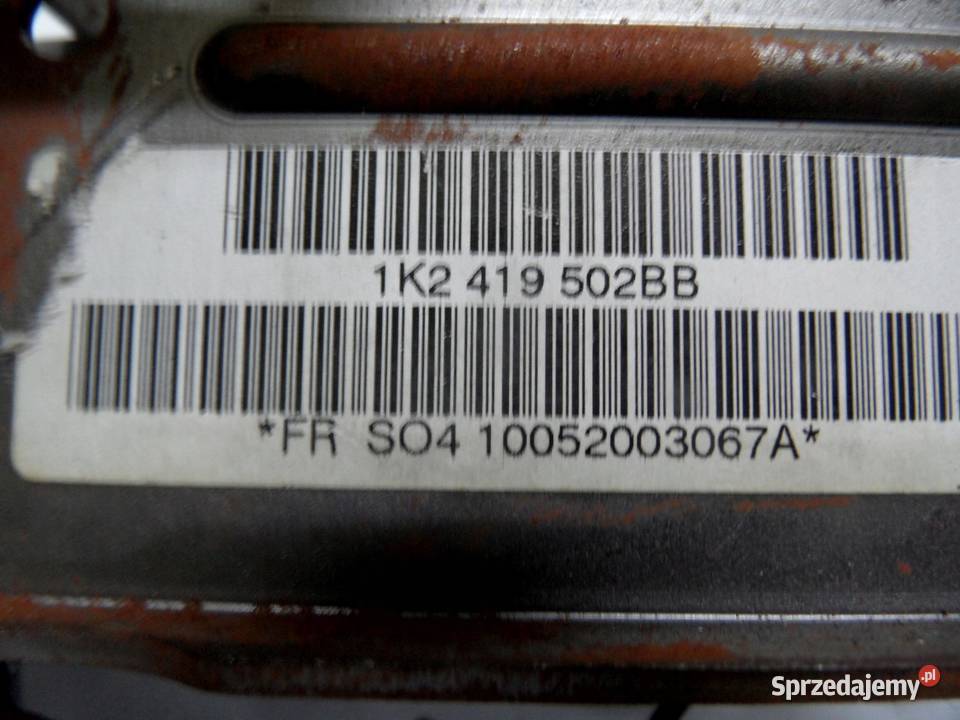 1K2 419 502BB
*FR SO4 10052003067A*
Sprzedajemy.pl